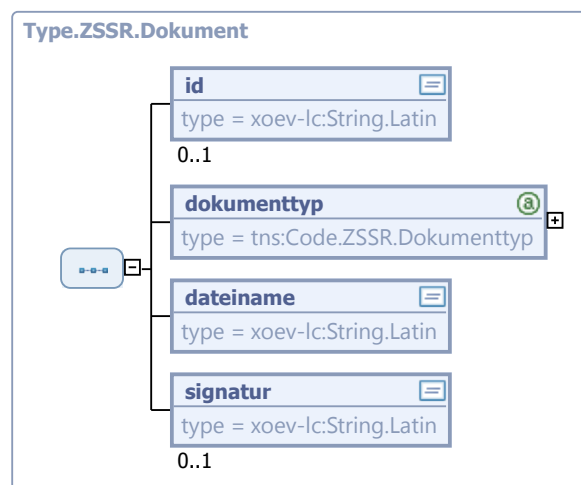 Type.ZSSR.Dokument
id
type = xoev-lc:String.Latin
0..1
dokumenttyp
type = tns:Code.ZSSR.Dokumenttyp
dateiname
type = xoev-lc:String.Latin
signatur
type = xoev-lc:String.Latin
0..1